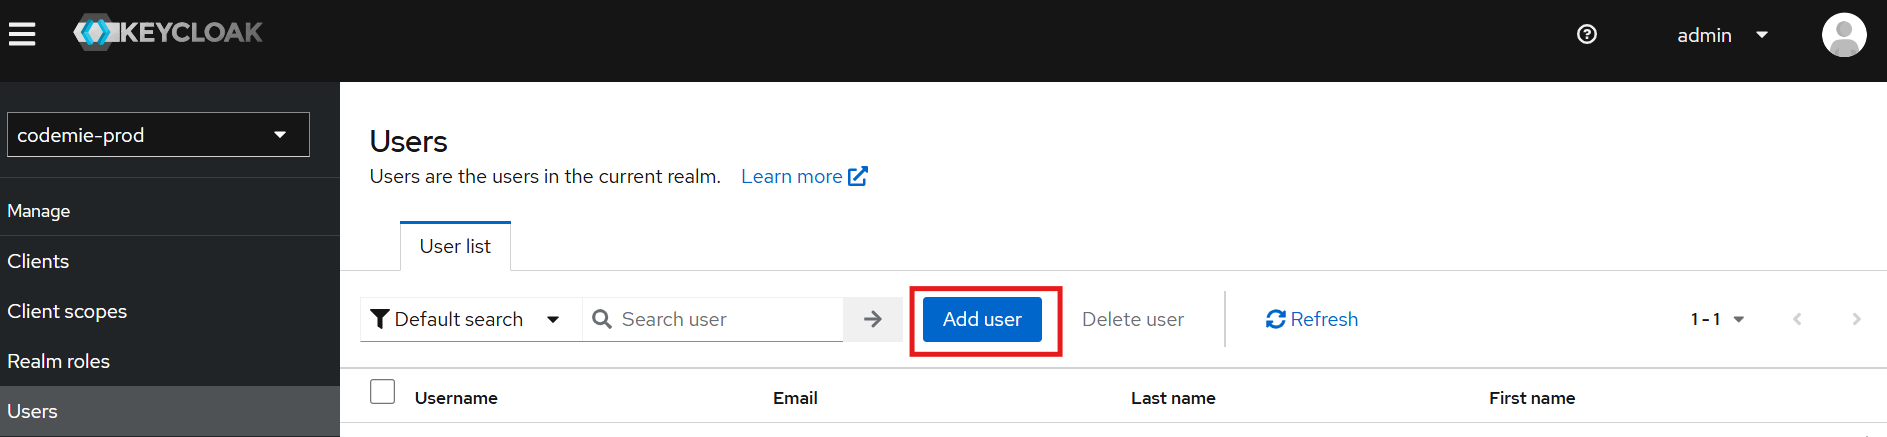 KEYCLOAK
admin
codemie-prod
Manage
Clients
Client scopes
Realm roles
Users
Users
Users are the users in the current realm. Learn more
User list
Default search Search user Add user Delete user Refresh 1 - 1
Username Email Last name First name